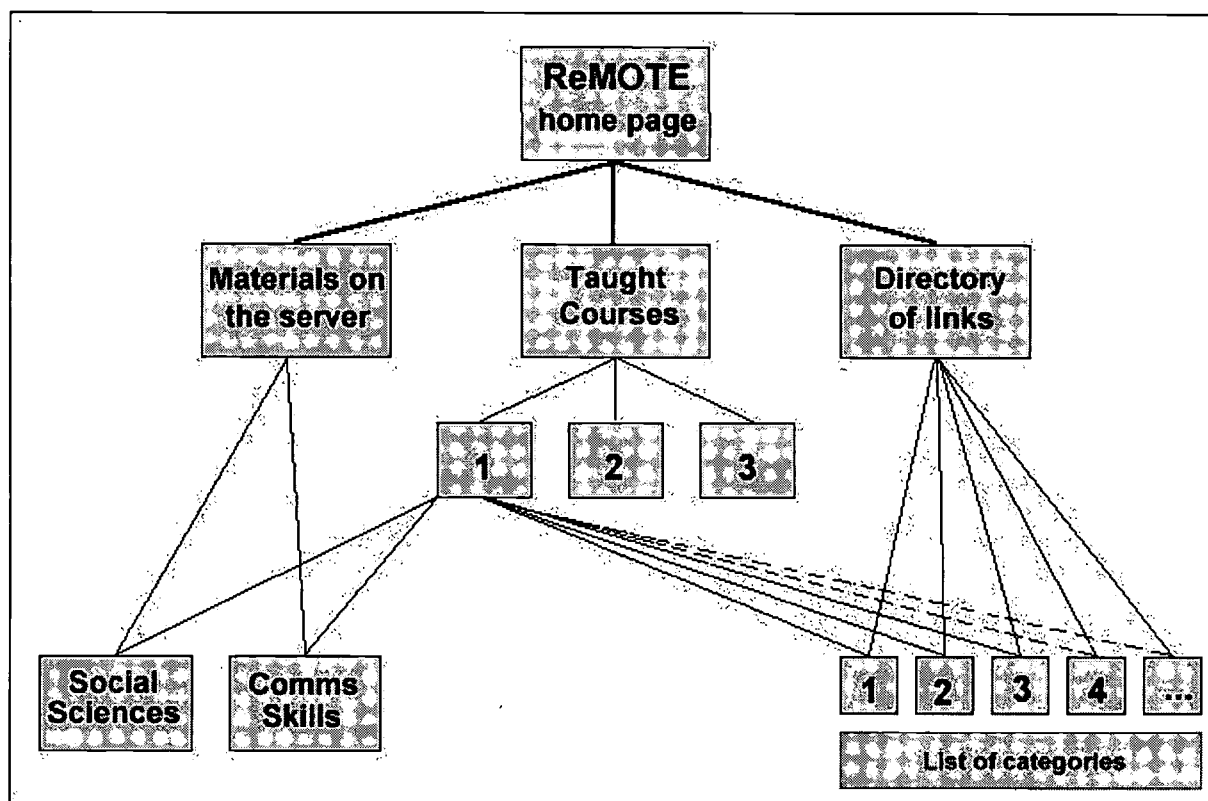 ReMOTE
home page
Materials on
the server
Taught
Courses
Directory
of links
1
2
3
Social
Sciences
Comms
Skills
1
2
3
4
...
List of categories